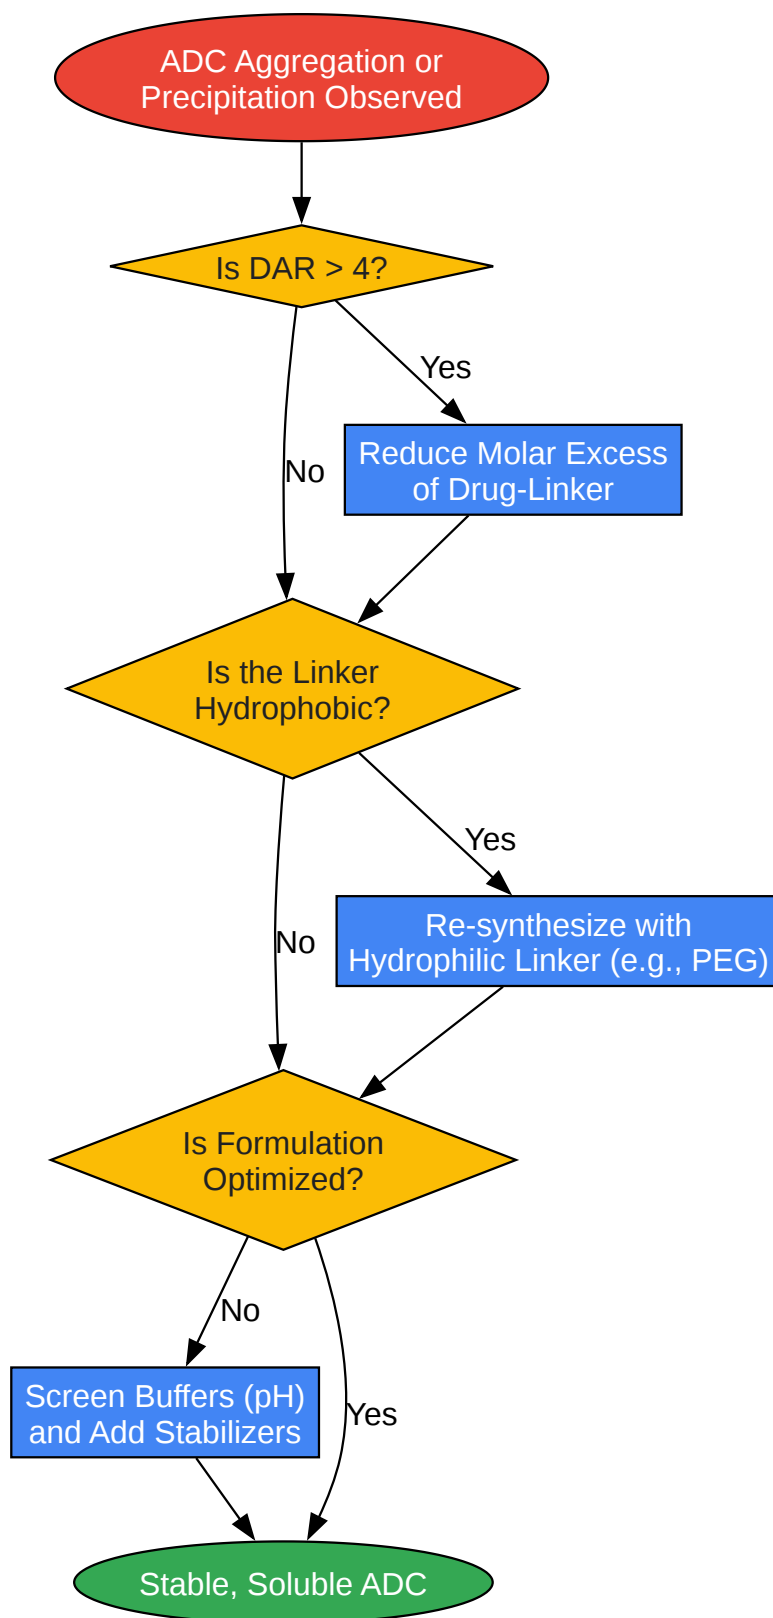 ADC Aggregation or
Precipitation Observed
Is DAR > 4?
Yes
Reduce Molar Excess
of Drug-Linker
No
Is the Linker
Hydrophobic?
Yes
Re-synthesize with
Hydrophilic Linker (e.g., PEG)
No
Is Formulation
Optimized?
No
Screen Buffers (pH)
and Add Stabilizers
Yes
Stable, Soluble ADC